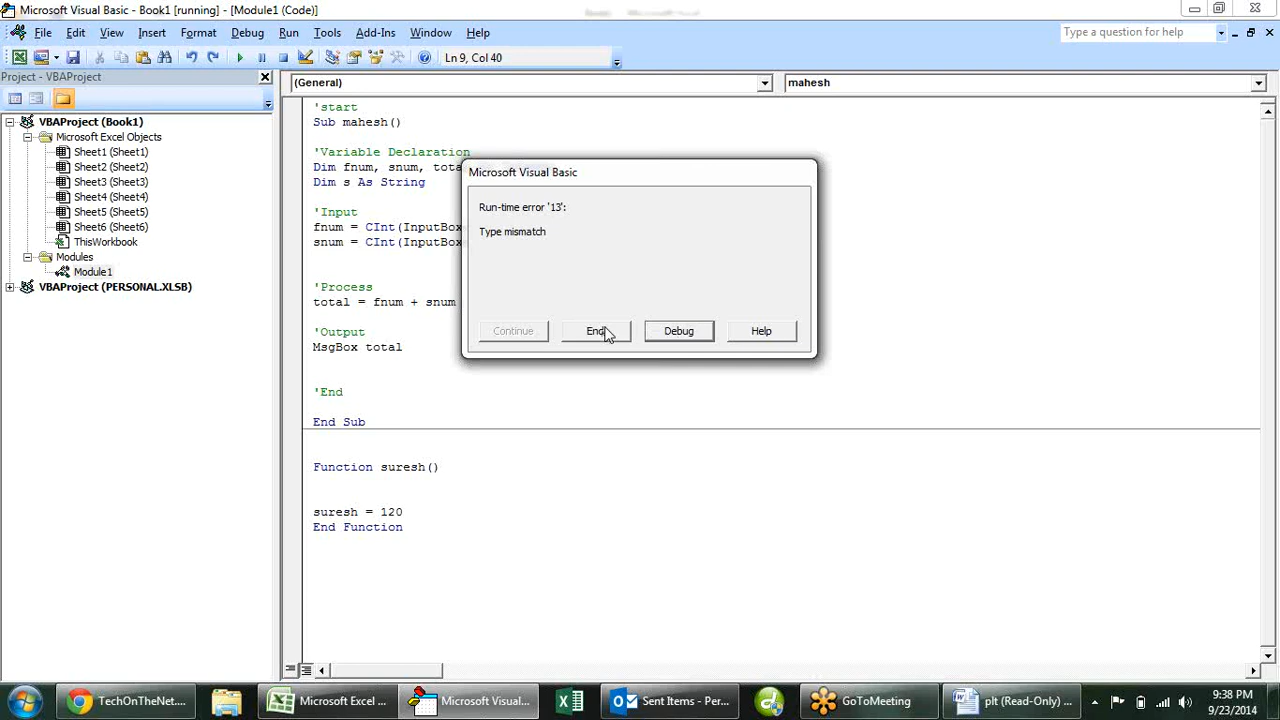 Microsoft Visual Basic - Book1 [running] - [Module1 (Code)]
File Edit View Insert Format Debug Run Tools Add-Ins Window Help
Type a question for help
Ln 9, Col 40
Project - VBAProject
(General)
mahesh
VBAProject (Book1)
Microsoft Excel Objects
Sheet1 (Sheet1)
Sheet2 (Sheet2)
Sheet3 (Sheet3)
Sheet4 (Sheet4)
Sheet5 (Sheet5)
Sheet6 (Sheet6)
ThisWorkbook
Modules
Module1
VBAProject (PERSONAL.XLSB)
'start
Sub mahesh()
'Variable Declaration
Dim fnum, snum, tota
Dim s As String
'Input
fnum = CInt(InputBox
snum = CInt(InputBox
'Process
total = fnum + snum
'Output
MsgBox total
'End
End Sub
Function suresh()
suresh = 120
End Function
Microsoft Visual Basic
Run-time error '13':
Type mismatch
Continue End Debug Help
TechOnTheNet....
Microsoft Excel ...
Microsoft Visual...
Sent Items - Per...
GoToMeeting
plt (Read-Only) ...
9:38 PM
9/23/2014